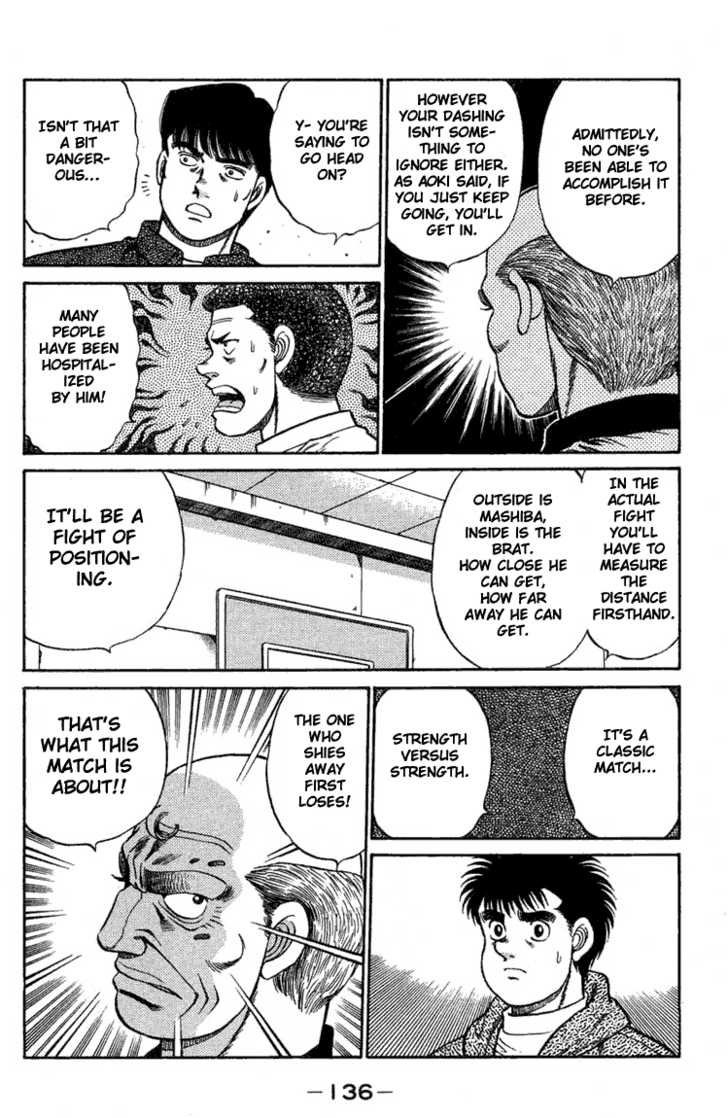 ADMITTEDLY,
NO ONE'S
BEEN ABLE TO
ACCOMPLISH IT
BEFORE.
HOWEVER
YOUR DASHING
ISN'T SOME-
THING TO
IGNORE EITHER.
AS AOKI SAID, IF
YOU JUST KEEP
GOING, YOU'LL
GET IN.
Y- YOU'RE
SAYING TO
GO HEAD
ON?
ISN'T THAT
A BIT
DANGER-
OUS...
MANY
PEOPLE
HAVE BEEN
HOSPITAL-
IZED
BY HIM!
IN THE
ACTUAL
FIGHT
YOU'LL
HAVE TO
MEASURE
THE
DISTANCE
FIRSTHAND.
OUTSIDE IS
MASHIBA,
INSIDE IS THE
BRAT.
HOW CLOSE HE
CAN GET,
HOW FAR
AWAY HE CAN
GET.
IT'LL BE A
FIGHT OF
POSITION-
ING.
IT'S A
CLASSIC
MATCH...
STRENGTH
VERSUS
STRENGTH.
THE ONE
WHO
SHIES
AWAY
FIRST
LOSES!
THAT'S
WHAT THIS
MATCH IS
ABOUT!!
—136—